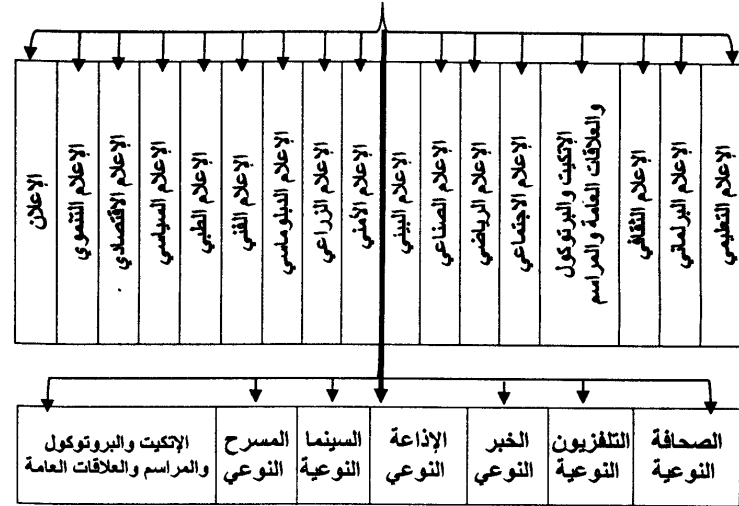 الإعلام التعليمي
الإعلام البرلماني
الإعلام الثقافي
الإتكيت والبرتوكول
والعلاقات العامة والمراسم
الإعلام الاجتماعي
الإعلام الرياضي
الإعلام الصناعي
الإعلام البيئي
الإعلام الأمني
الإعلام الزراعي
الإعلام الدبلوماسي
الإعلام الفني
الإعلام الطبي
الإعلام السياسي
الإعلام الاقتصادي
الإعلام التنموي
الإعلان
الصحافة
النوعية
التلفزيون
النوعية
الخبر
النوعي
الإذاعة
النوعي
السينما
النوعية
المسرح
النوعي
الإتكيت والبروتوكول
والمراسم والعلاقات العامة